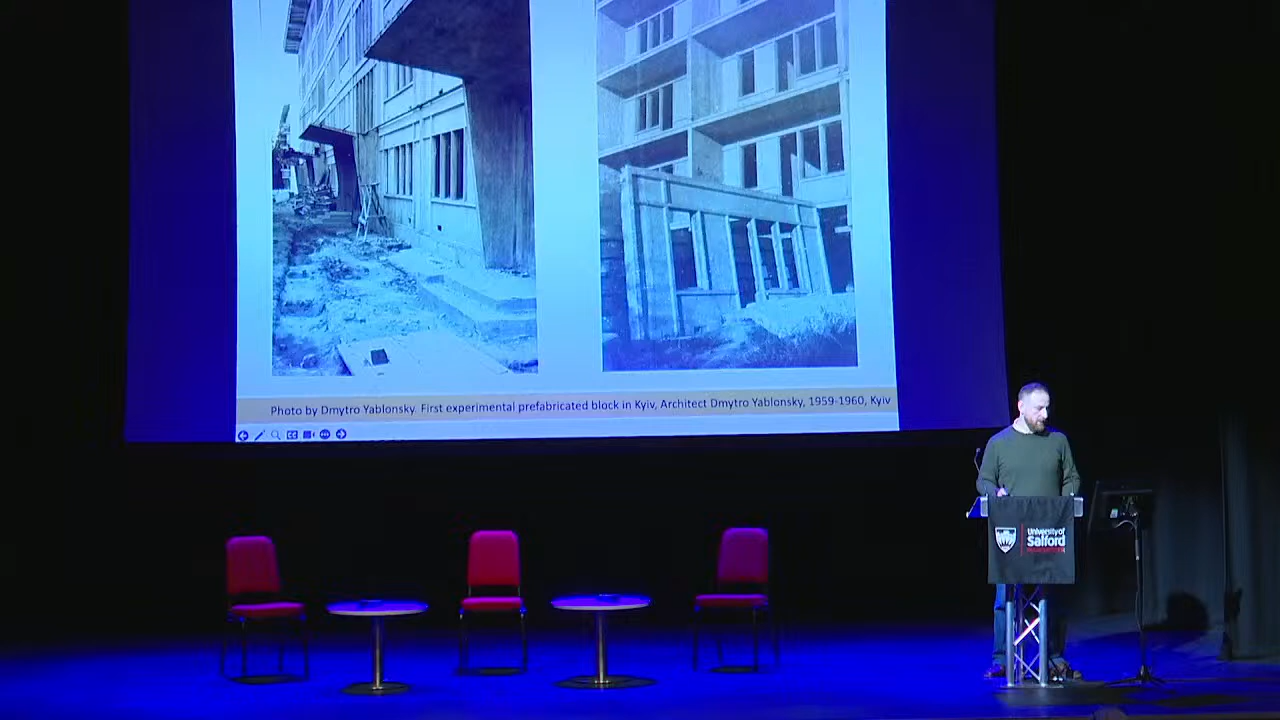 Photo by Dmytro Yablonsky. First experimental prefabricated block in Kyiv, Architect Dmytro Yablonsky, 1959-1960, Kyiv
University of
Salford